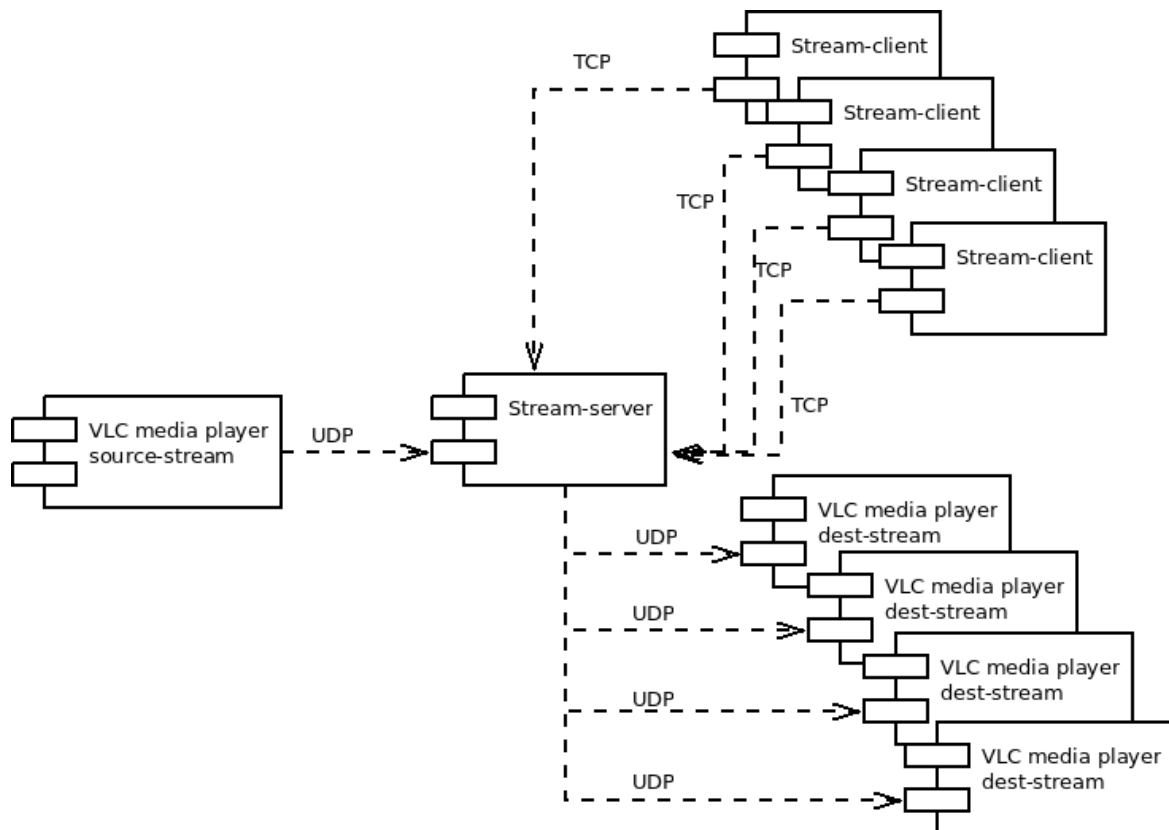 Stream-client
TCP
Stream-client
Stream-client
TCP
Stream-client
TCP
TCP
Stream-server
VLC media player
source-stream
UDP
VLC media player
dest-stream
UDP
VLC media player
dest-stream
UDP
VLC media player
dest-stream
UDP
VLC media player
dest-stream
UDP